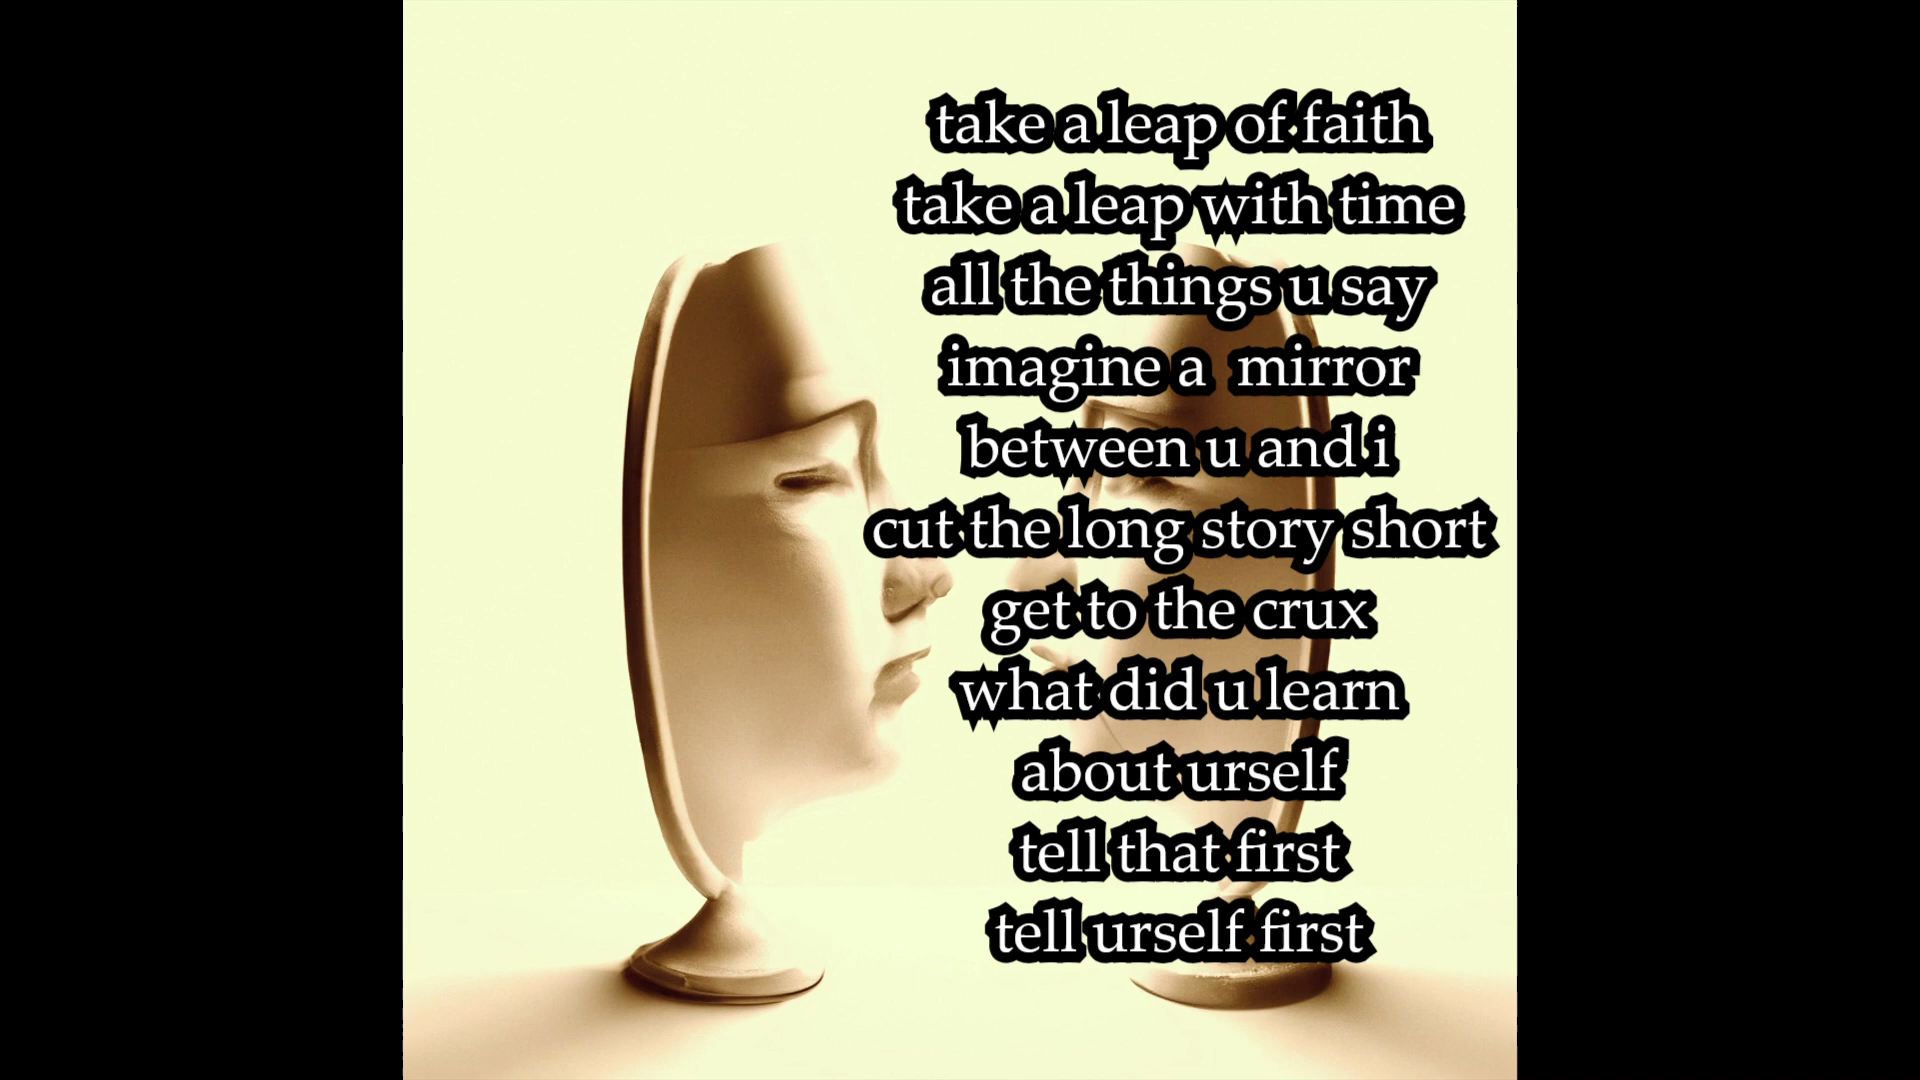 take a leap of faith
take a leap with time
all the things u say
imagine a  mirror
between u and i
cut the long story short
get to the crux
what did u learn
about urself
tell that first
tell urself first